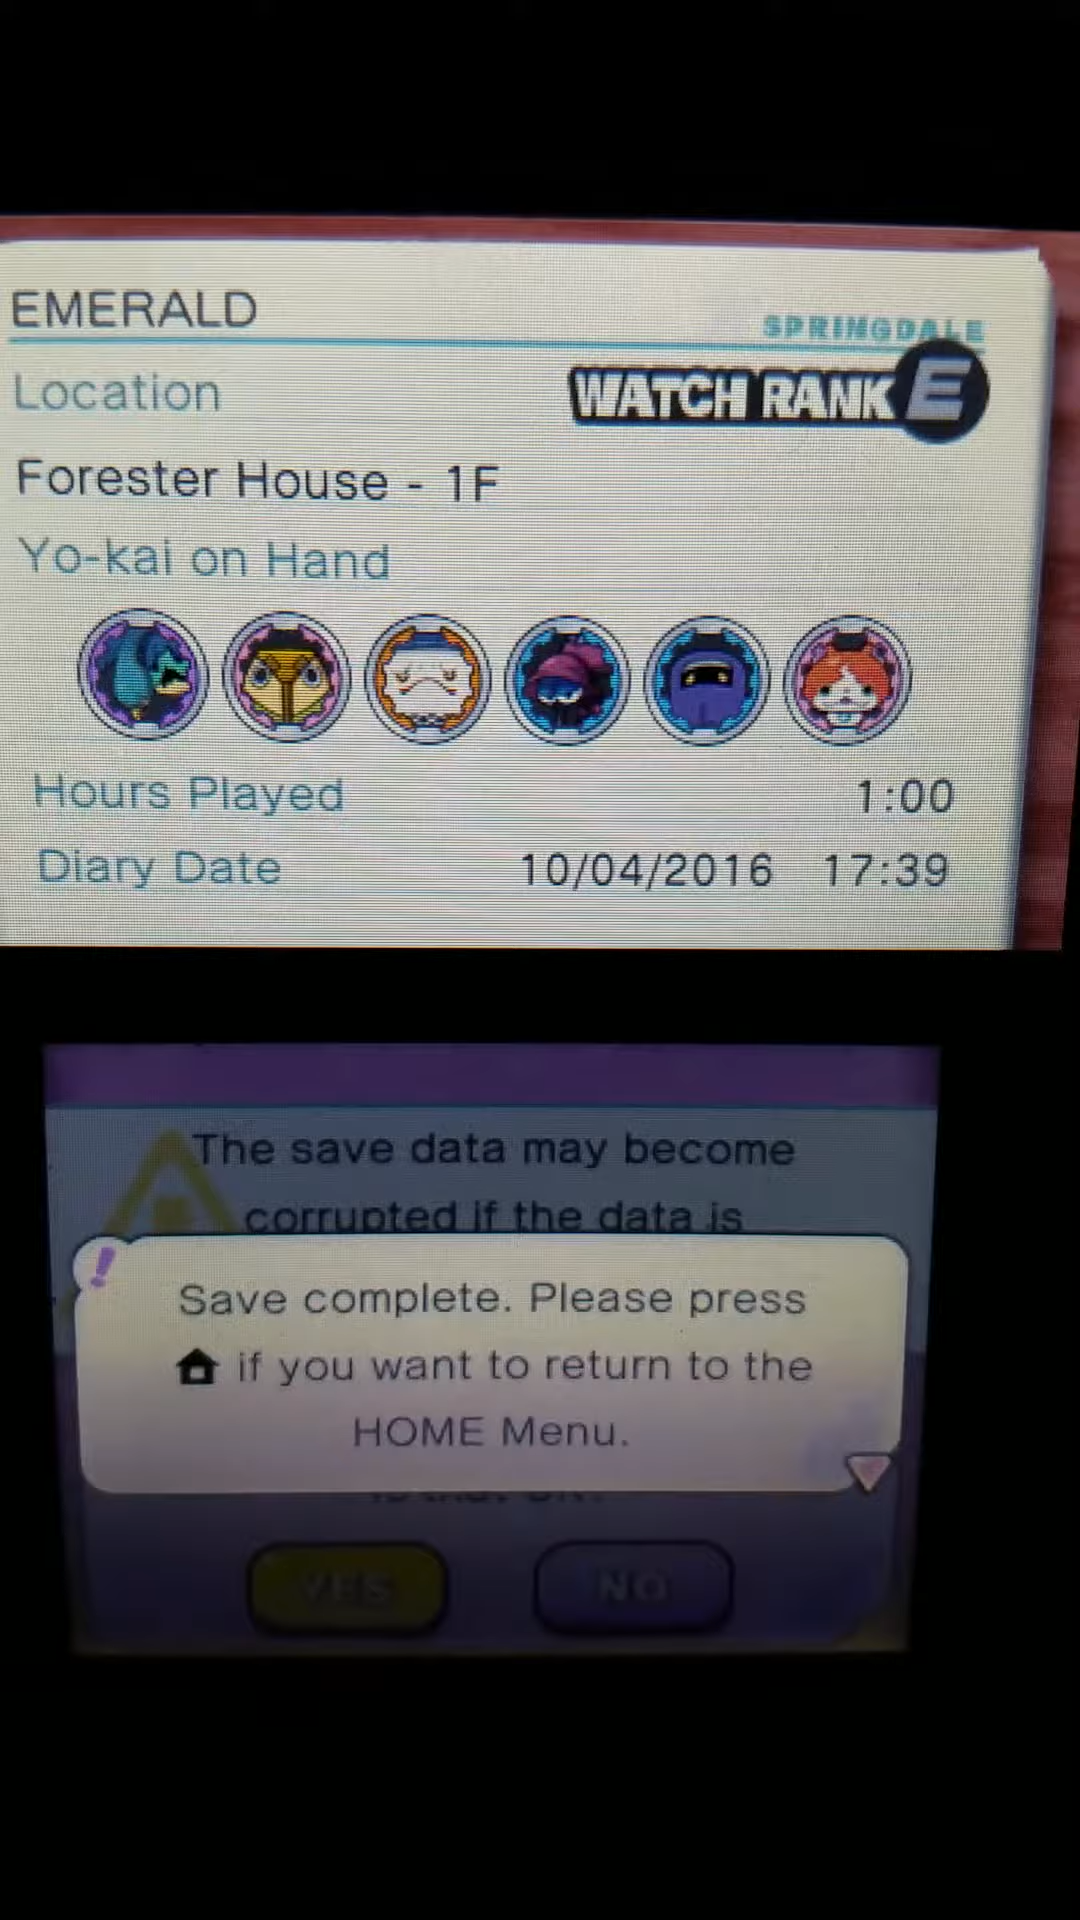 EMERALD
SPRINGDALE
Location
WATCH RANK E
Forester House - 1F
Yo-kai on Hand
Hours Played 1:00
Diary Date 10/04/2016 17:39
The save data may become
corrupted if the data is
!
Save complete. Please press
if you want to return to the
HOME Menu.
YES NO